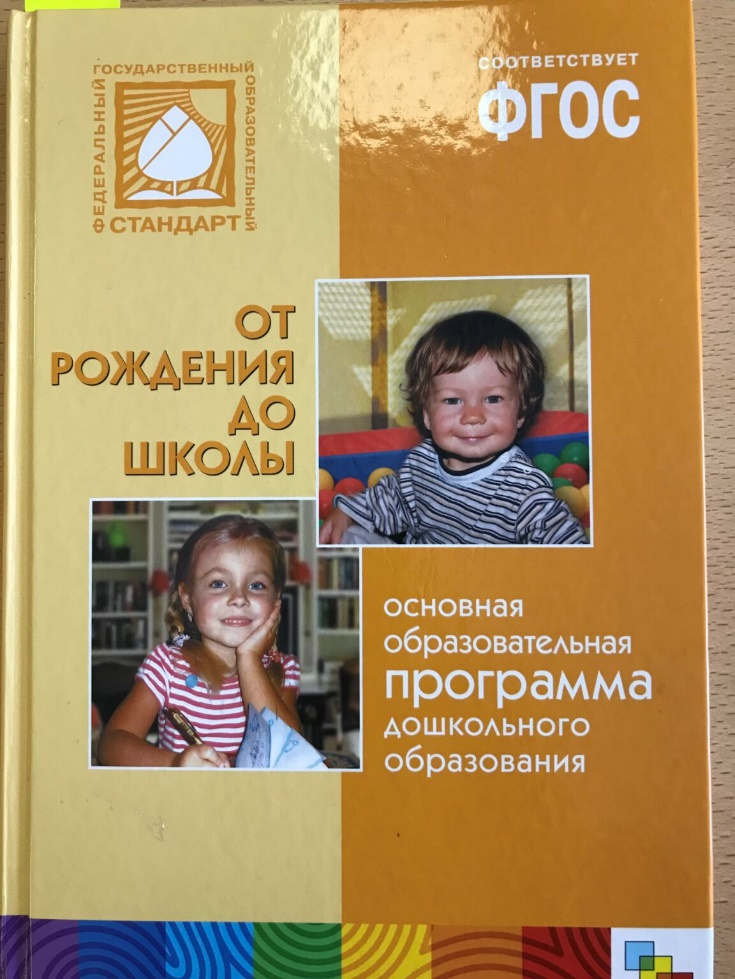 ФЕДЕРАЛЬНЫЙ
ГОСУДАРСТВЕННЫЙ
ОБРАЗОВАТЕЛЬНЫЙ
СТАНДАРТ
СООТВЕТСТВУЕТ
ФГОС
ОТ
РОЖДЕНИЯ
ДО
ШКОЛЫ
основная
образовательная
программа
дошкольного
образования